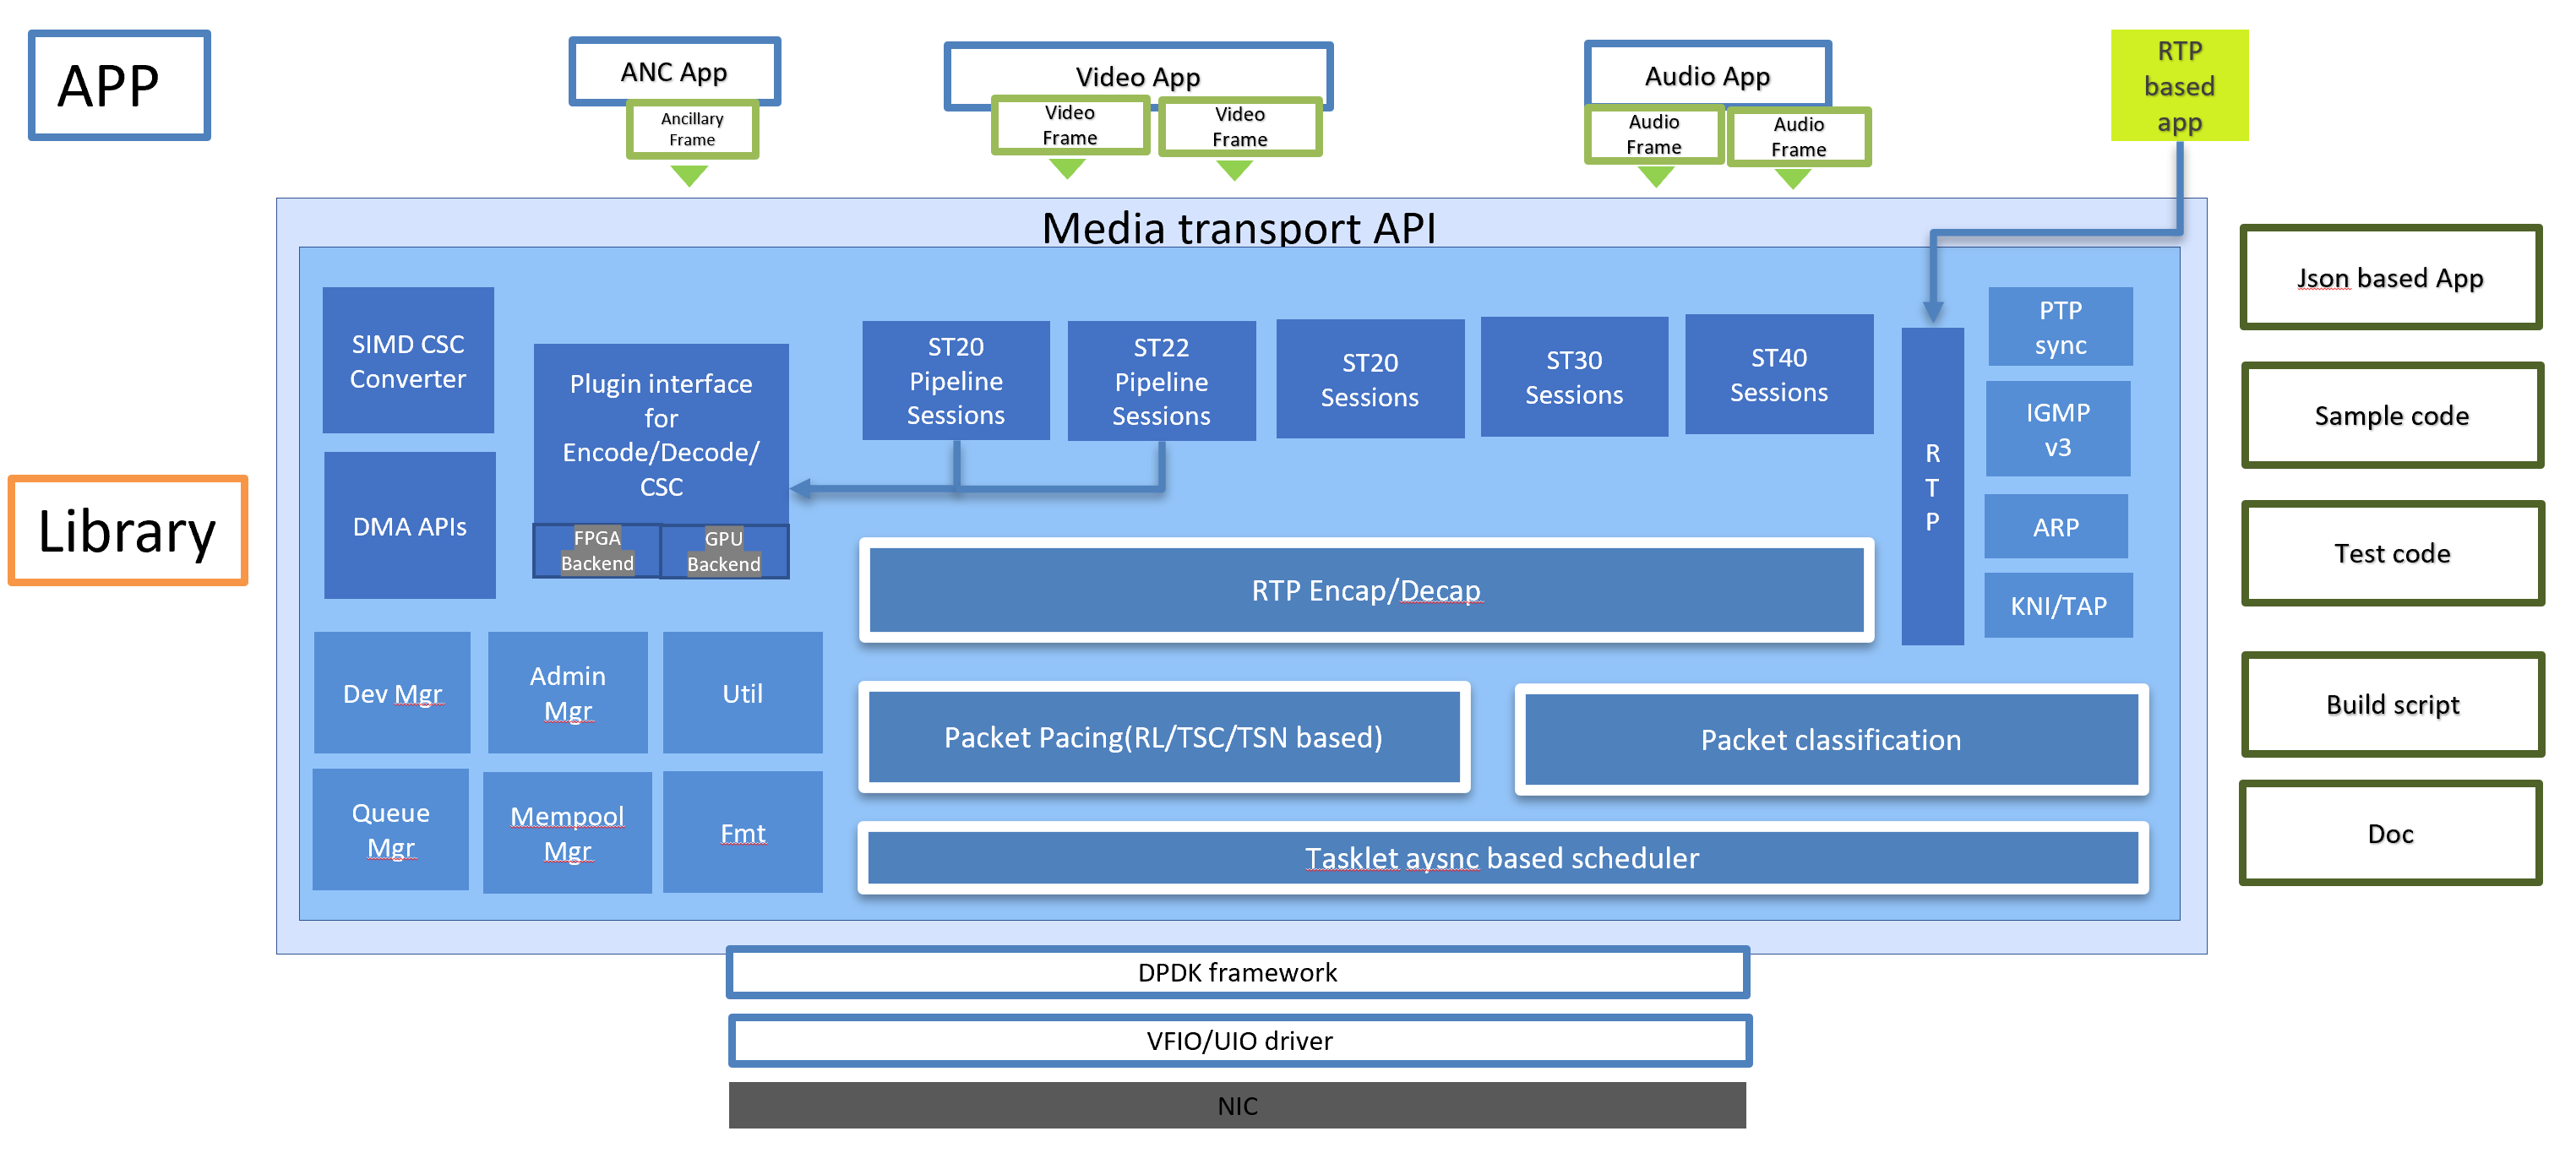 APP
ANC App
Ancillary
Frame
Video App
Video
Frame
Video
Frame
Audio App
Audio
Frame
Audio
Frame
RTP
based
app
Media transport API
Library
SIMD CSC
Converter
DMA APIs
Plugin interface
for
Encode/Decode/
CSC
FPGA
Backend
GPU
Backend
ST20
Pipeline
Sessions
ST22
Pipeline
Sessions
ST20
Sessions
ST30
Sessions
ST40
Sessions
R
T
P
PTP
sync
IGMP
v3
ARP
KNI/TAP
RTP Encap/Decap
Dev Mgr
Admin
Mgr
Util
Queue
Mgr
Mempool
Mgr
Fmt
Packet Pacing(RL/TSC/TSN based)
Packet classification
Tasklet aysnc based scheduler
DPDK framework
VFIO/UIO driver
NIC
Json based App
Sample code
Test code
Build script
Doc